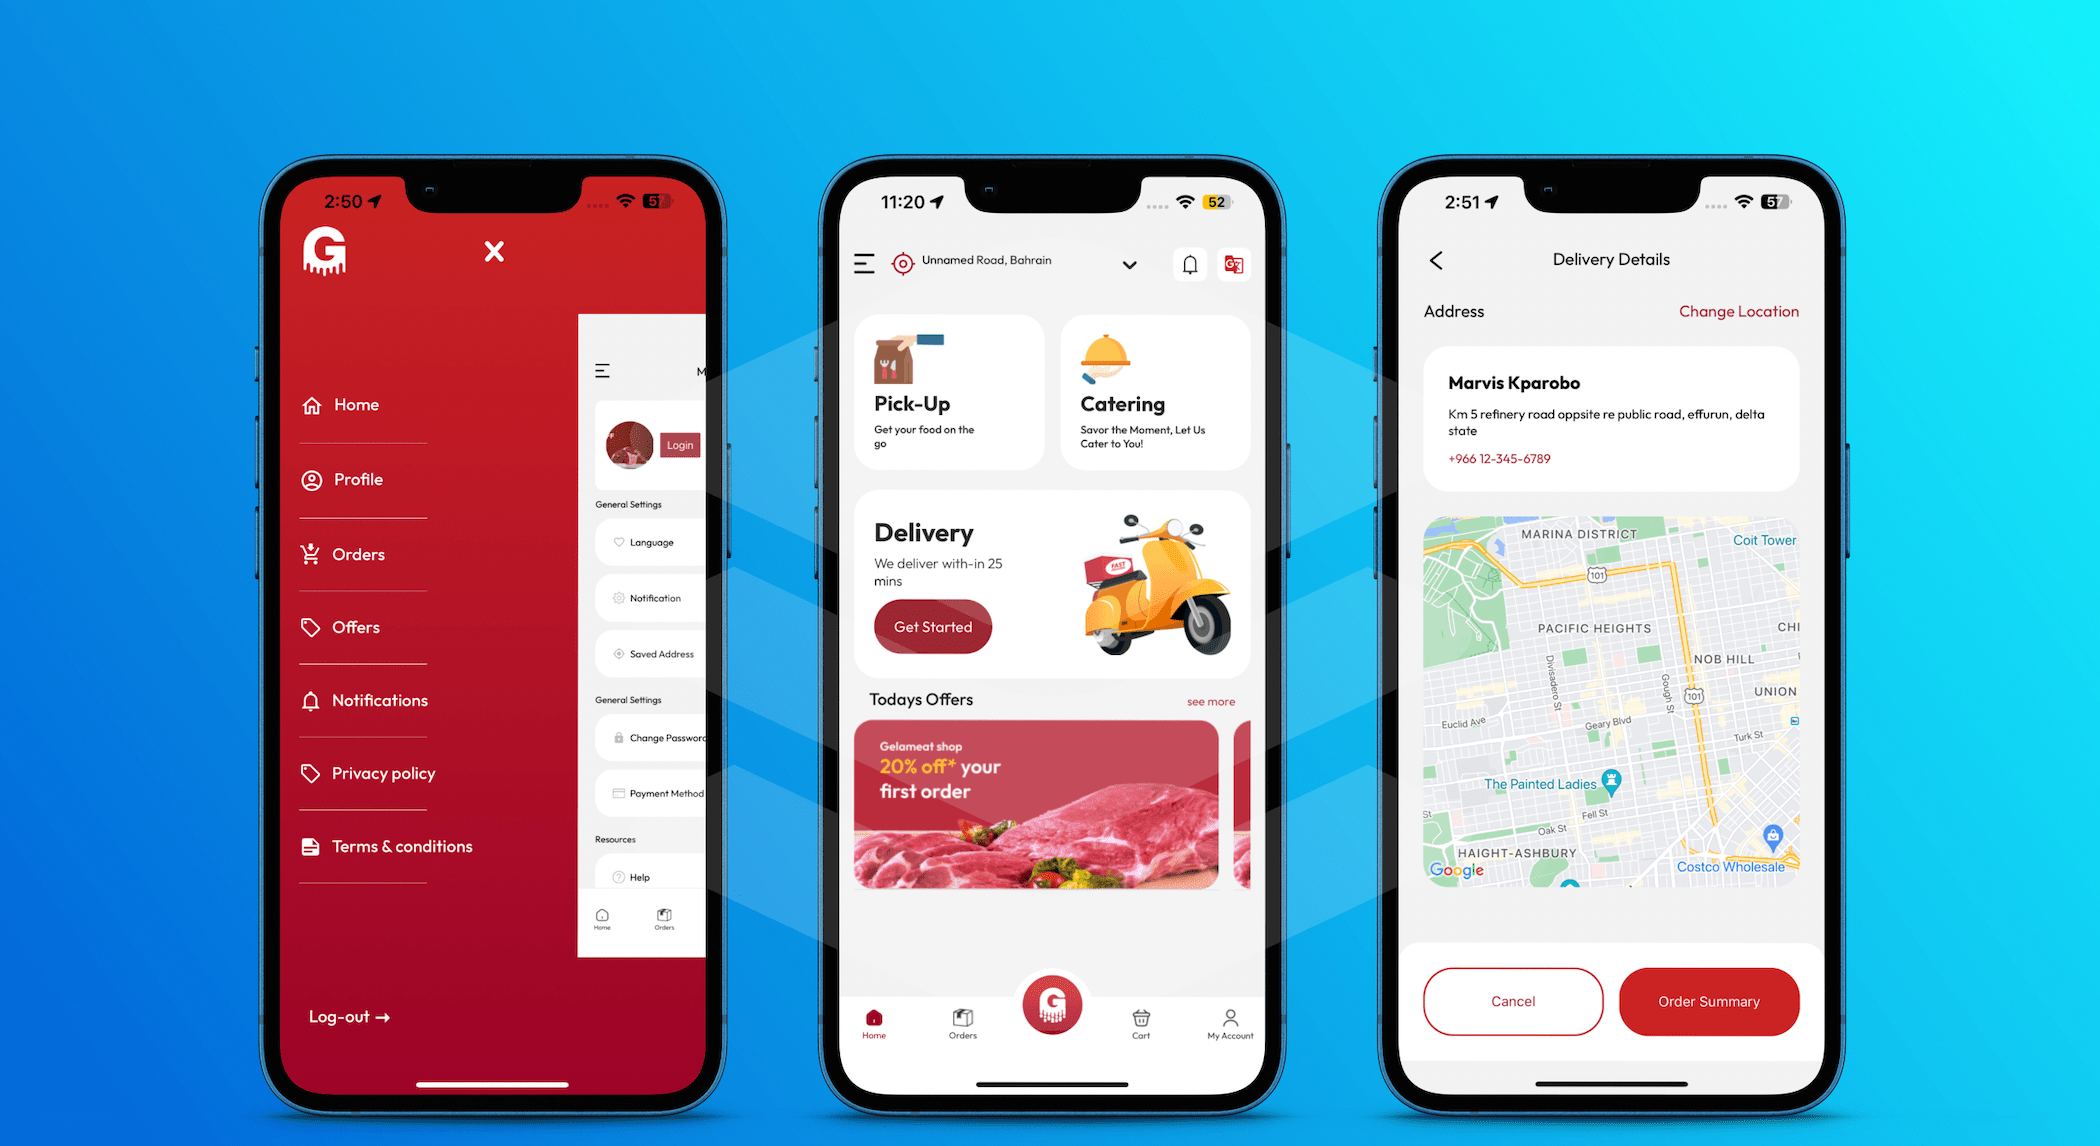 2:50
57
G
X
Home
Profile
Orders
Offers
Notifications
Privacy policy
Terms & conditions
Log-out →
M
Login
General Settings
Language
Notification
Saved Address
General Settings
Change Password
Payment Method
Resources
Help
Home
Orders
11:20
52
Unnamed Road, Bahrain
Pick-Up
Get your food on the
go
Catering
Savor the Moment, Let Us
Cater to You!
Delivery
We deliver with-in 25
mins
Get Started
FAST
Todays Offers
see more
Gelameat shop
20% off* your
first order
G
Home
Orders
Cart
My Account
2:51
57
Delivery Details
Address
Change Location
Marvis Kparobo
Km 5 refinery road oppsite re public road, effurun, delta
state
+966 12-345-6789
MARINA DISTRICT
Coit Tower
101
PACIFIC HEIGHTS
CHI
NOB HILL
Divisadero St
Gough St
101
UNION
Euclid Ave
Geary Blvd
Turk St
The Painted Ladies
Fell St
St
Oak St
HAIGHT-ASHBURY
Google
Costco Wholesale
Cancel
Order Summary